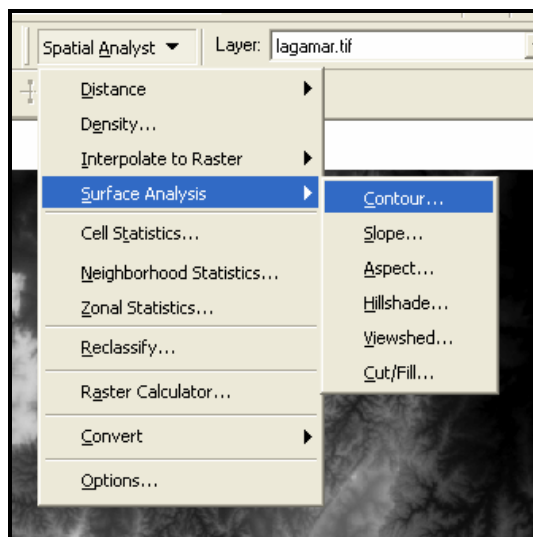 Spatial Analyst Layer: lagamar.tif
Distance
Density...
Interpolate to Raster
Surface Analysis
Cell Statistics...
Neighborhood Statistics...
Zonal Statistics...
Reclassify...
Raster Calculator...
Convert
Options...
Contour...
Slope...
Aspect...
Hillshade...
Viewshed...
Cut/Fill...